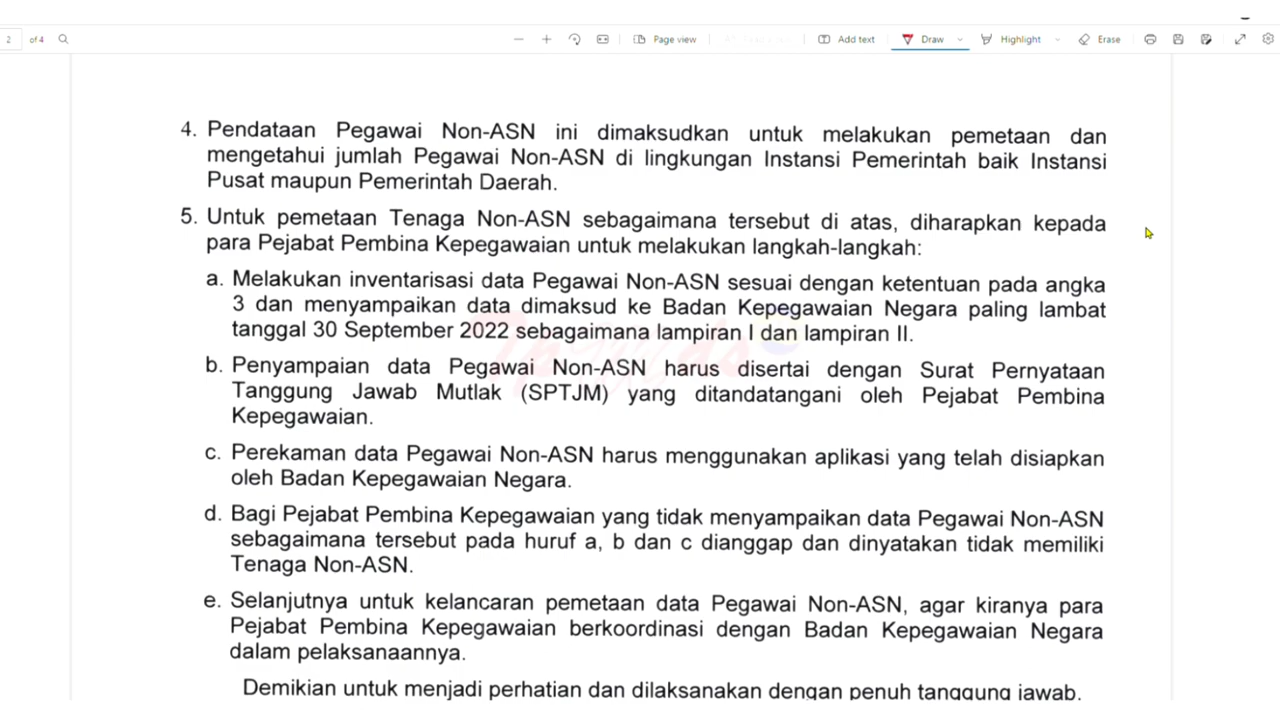 2 of 4
Page view
Add text
Draw
Highlight
Erase
4. Pendataan Pegawai Non-ASN ini dimaksudkan untuk melakukan pemetaan dan
mengetahui jumlah Pegawai Non-ASN di lingkungan Instansi Pemerintah baik Instansi
Pusat maupun Pemerintah Daerah.
5. Untuk pemetaan Tenaga Non-ASN sebagaimana tersebut di atas, diharapkan kepada
para Pejabat Pembina Kepegawaian untuk melakukan langkah-langkah:
a. Melakukan inventarisasi data Pegawai Non-ASN sesuai dengan ketentuan pada angka
3 dan menyampaikan data dimaksud ke Badan Kepegawaian Negara paling lambat
tanggal 30 September 2022 sebagaimana lampiran I dan lampiran II.
b. Penyampaian data Pegawai Non-ASN harus disertai dengan Surat Pernyataan
Tanggung Jawab Mutlak (SPTJM) yang ditandatangani oleh Pejabat Pembina
Kepegawaian.
c. Perekaman data Pegawai Non-ASN harus menggunakan aplikasi yang telah disiapkan
oleh Badan Kepegawaian Negara.
d. Bagi Pejabat Pembina Kepegawaian yang tidak menyampaikan data Pegawai Non-ASN
sebagaimana tersebut pada huruf a, b dan c dianggap dan dinyatakan tidak memiliki
Tenaga Non-ASN.
e. Selanjutnya untuk kelancaran pemetaan data Pegawai Non-ASN, agar kiranya para
Pejabat Pembina Kepegawaian berkoordinasi dengan Badan Kepegawaian Negara
dalam pelaksanaannya.
Demikian untuk menjadi perhatian dan dilaksanakan dengan penuh tanggung jawab.